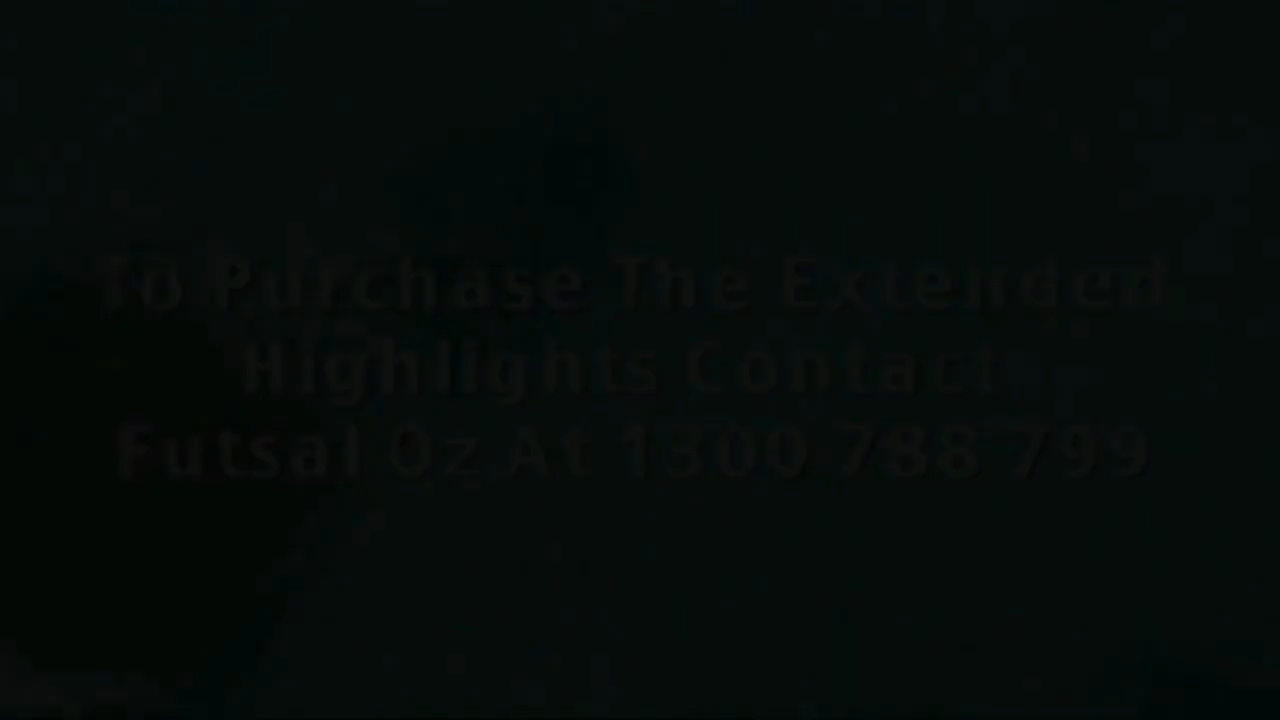 To Purchase The Extended
Highlights Contact
Futsal Oz At 1300 788 799